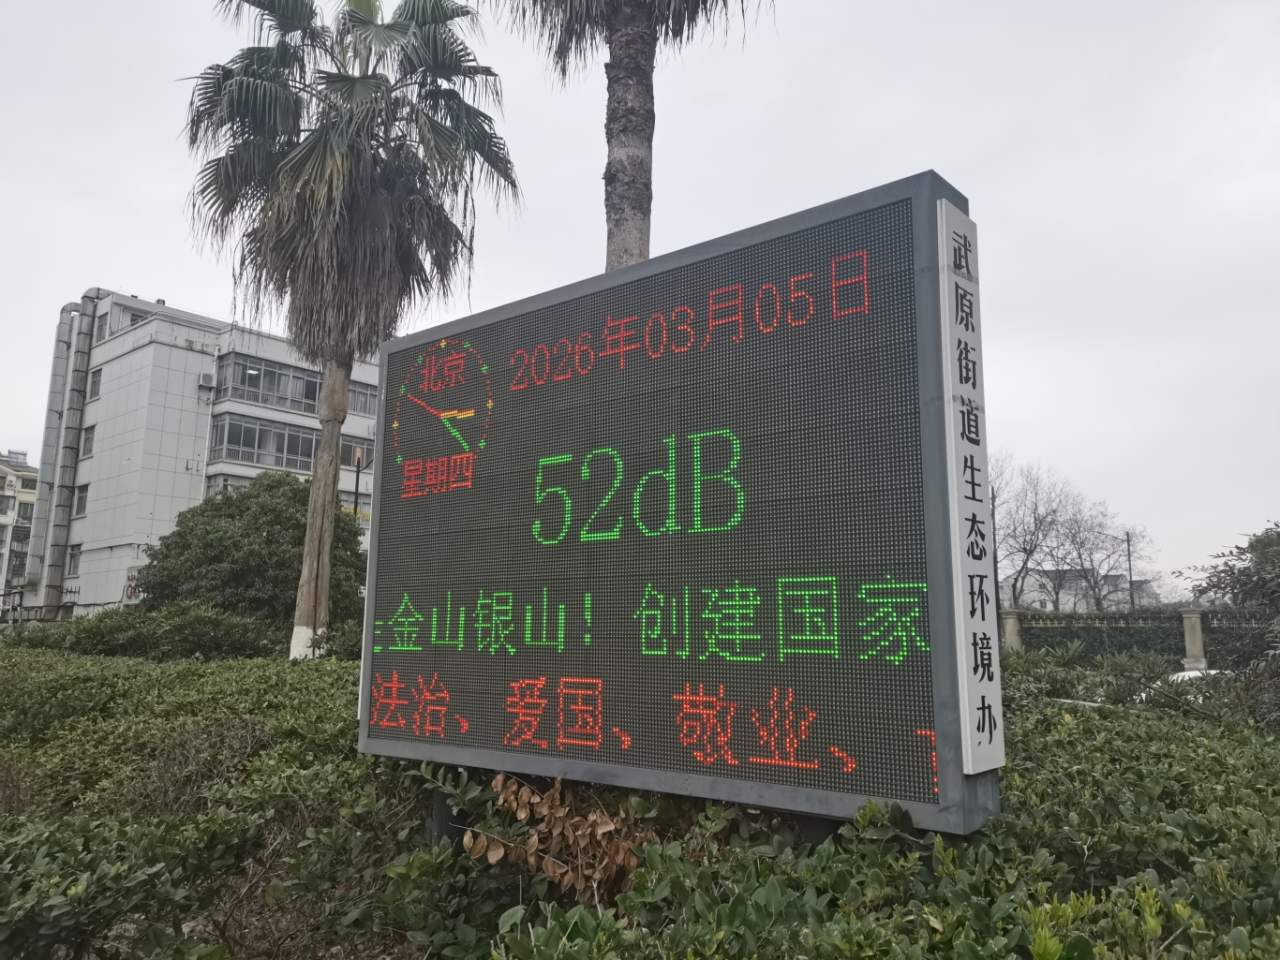 北京
星期四
2026年03月05日
52dB
金山银山！创建国家
法治、爱国、敬业、
武原街道生态环境办